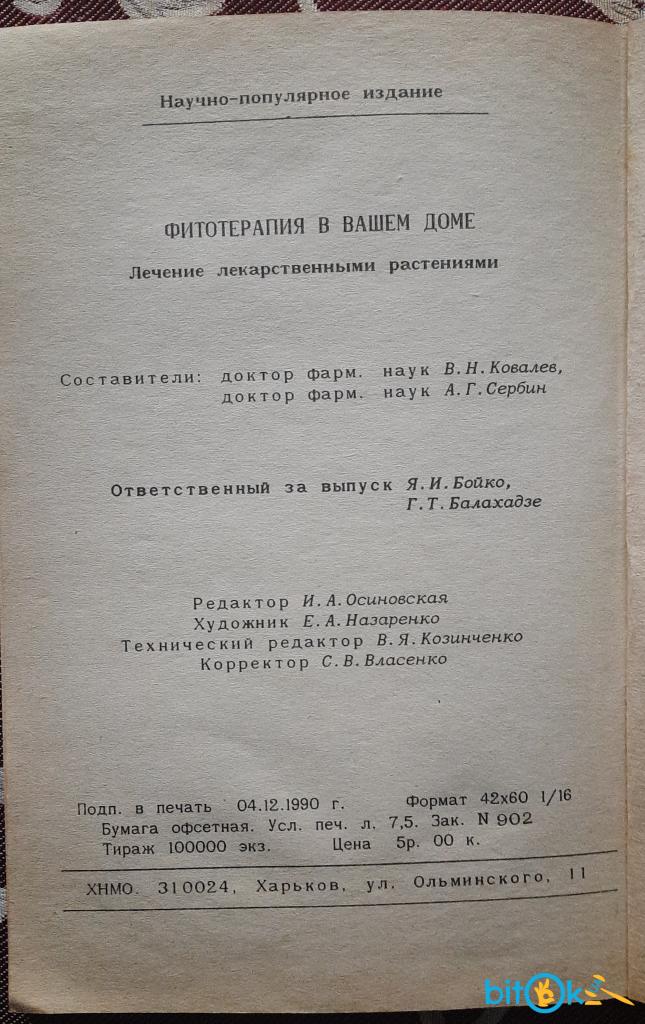 Научно-популярное издание
ФИТОТЕРАПИЯ В ВАШЕМ ДОМЕ
Лечение лекарственными растениями
Составители: доктор фарм. наук В.Н.Ковалев,
доктор фарм. наук А.Г.Сербин
Ответственный за выпуск Я.И.Бойко,
Г.Т.Балахадзе
Редактор И.А.Осиновская
Художник Е.А.Назаренко
Технический редактор В.Я.Козинченко
Корректор С.В.Власенко
Подп. в печать 04.12.1990 г. Формат 42х60 1/16
Бумага офсетная. Усл. печ. л. 7,5. Зак. N 902
Тираж 100000 экз. Цена 5р. 00 к.
ХНМО. 310024, Харьков, ул. Ольминского, 11
bitOk